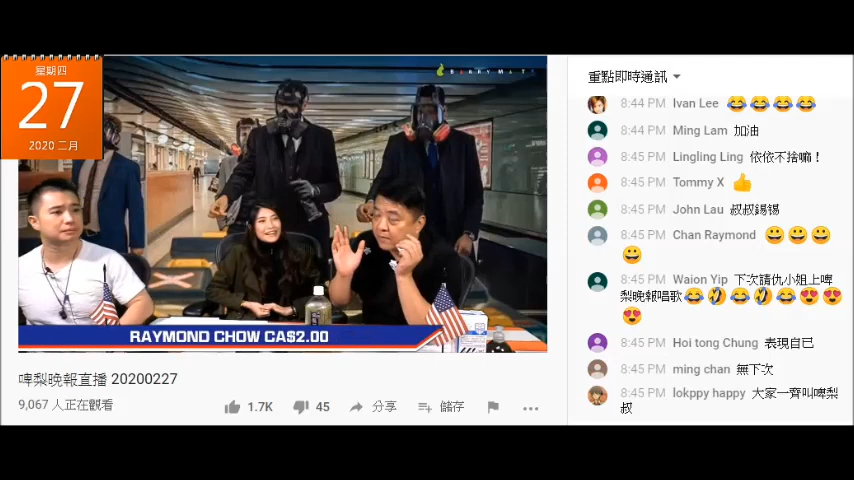 星期四
27
2020 二月
BERRYMATE
RAYMOND CHOW CA$2.00
啤梨晚報直播 20200227
9,067 人正在觀看
1.7K 45 分享 儲存
重點即時通訊
8:44 PM Ivan Lee 😂😂😂😂
8:44 PM Ming Lam 加油
8:45 PM Lingling Ling 依依不捨嘛！
8:45 PM Tommy X 👍
8:45 PM John Lau 叔叔錫锡
8:45 PM Chan Raymond 😀😀😀
😀
8:45 PM Waion Yip 下次請仇小姐上啤
梨晚報唱歌😂🤣😂🤣😂😍😍
😍
8:45 PM Hoi tong Chung 表現自已
8:45 PM ming chan 無下次
8:45 PM lokppy happy 大家一齊叫啤梨
叔